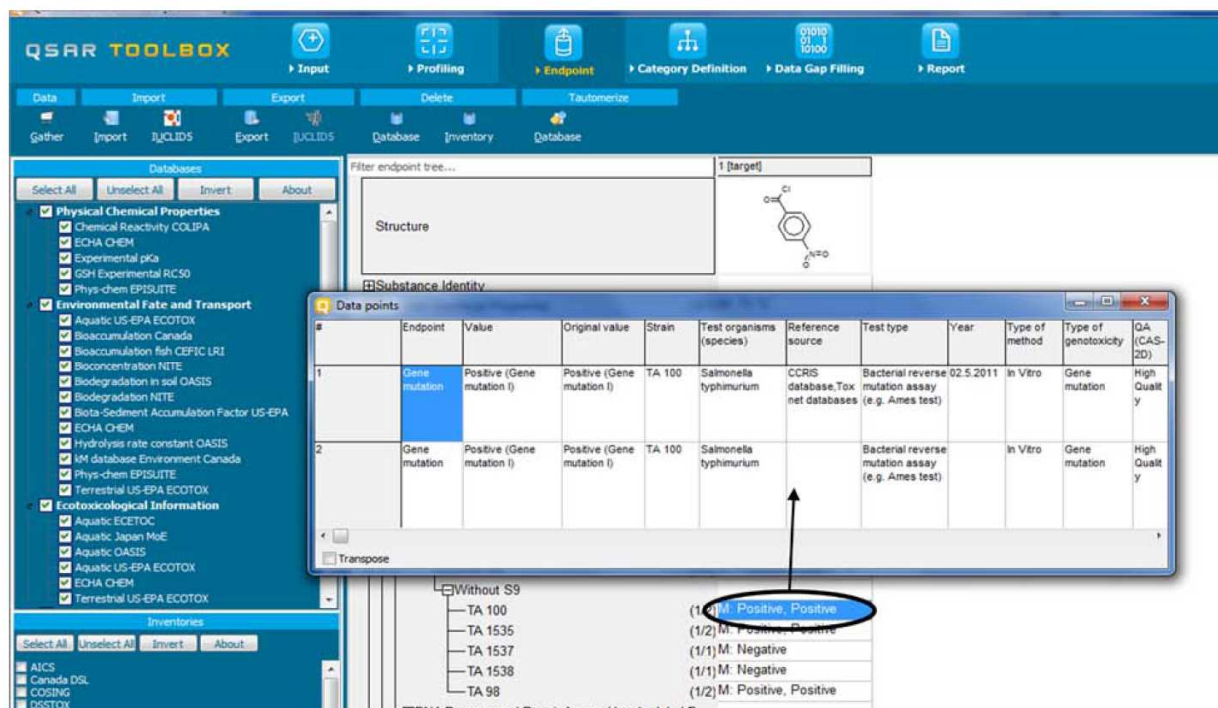 QSAR TOOLBOX
Input
Profiling
Endpoint
Category Definition
Data Gap Filling
Report
Data
Import
Export
Delete
Tautomerize
Gather
Import
IUCLID5
Export
IUCLID5
Database
Inventory
Database
Databases
Select All
Unselect All
Invert
About
Physical Chemical Properties
Chemical Reactivity COLIPA
ECHA CHEM
Experimental pKa
GSH Experimental RC50
Phys-chem EPISUITE
Environmental Fate and Transport
Aquatic US-EPA ECOTOX
Bioaccumulation Canada
Bioaccumulation fish CEFIC LRI
Bioconcentration NITE
Biodegradation in soil OASIS
Biodegradation NITE
Biota-Sediment Accumulation Factor US-EPA
ECHA CHEM
Hydrolysis rate constant OASIS
kM database Environment Canada
Phys-chem EPISUITE
Terrestrial US-EPA ECOTOX
Ecotoxicological Information
Aquatic ECETOC
Aquatic Japan MoE
Aquatic OASIS
Aquatic US-EPA ECOTOX
ECHA CHEM
Terrestrial US-EPA ECOTOX
Inventories
Select All
Unselect All
Invert
About
AICS
Canada DSL
COSING
DSSTOX
Filter endpoint tree...
1 [target]
Structure
Cl
O
N=O
O
Substance Identity
Data points
#
Endpoint
Value
Original value
Strain
Test organisms
(species)
Reference
source
Test type
Year
Type of
method
Type of
genotoxicity
QA
(CAS-
2D)
1
Gene
mutation
Positive (Gene
mutation I)
Positive (Gene
mutation I)
TA 100
Salmonella
typhimurium
CCRIS
database,Tox
net databases
Bacterial reverse
mutation assay
(e.g. Ames test)
02.5.2011
In Vitro
Gene
mutation
High
Qualit
y
2
Gene
mutation
Positive (Gene
mutation I)
Positive (Gene
mutation I)
TA 100
Salmonella
typhimurium
Bacterial reverse
mutation assay
(e.g. Ames test)
In Vitro
Gene
mutation
High
Qualit
y
Transpose
Without S9
TA 100 (1/2) M: Positive, Positive
TA 1535 (1/2) M: Positive, Positive
TA 1537 (1/1) M: Negative
TA 1538 (1/1) M: Negative
TA 98 (1/2) M: Positive, Positive